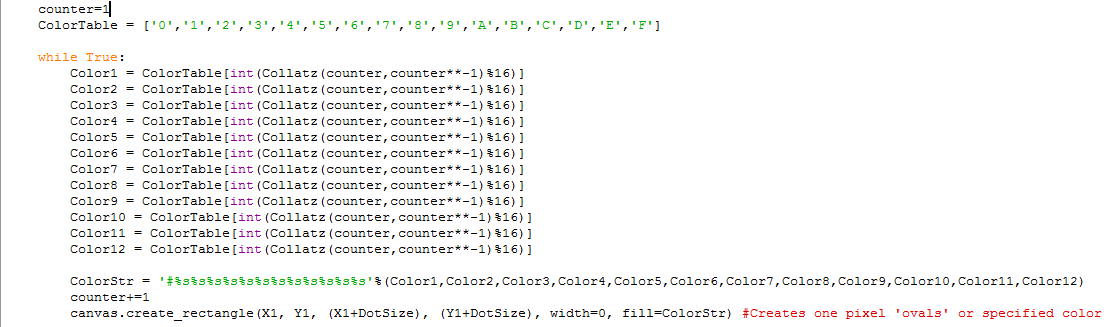 counter=1
ColorTable = ['0','1','2','3','4','5','6','7','8','9','A','B','C','D','E','F']
while True:
Color1 = ColorTable[int(Collatz(counter,counter**-1)%16)]
Color2 = ColorTable[int(Collatz(counter,counter**-1)%16)]
Color3 = ColorTable[int(Collatz(counter,counter**-1)%16)]
Color4 = ColorTable[int(Collatz(counter,counter**-1)%16)]
Color5 = ColorTable[int(Collatz(counter,counter**-1)%16)]
Color6 = ColorTable[int(Collatz(counter,counter**-1)%16)]
Color7 = ColorTable[int(Collatz(counter,counter**-1)%16)]
Color8 = ColorTable[int(Collatz(counter,counter**-1)%16)]
Color9 = ColorTable[int(Collatz(counter,counter**-1)%16)]
Color10 = ColorTable[int(Collatz(counter,counter**-1)%16)]
Color11 = ColorTable[int(Collatz(counter,counter**-1)%16)]
Color12 = ColorTable[int(Collatz(counter,counter**-1)%16)]
ColorStr = '#%s%s%s%s%s%s%s%s%s%s%s%s'%(Color1,Color2,Color3,Color4,Color5,Color6,Color7,Color8,Color9,Color10,Color11,Color12)
counter+=1
canvas.create_rectangle(X1, Y1, (X1+DotSize), (Y1+DotSize), width=0, fill=ColorStr) #Creates one pixel 'ovals' or specified color